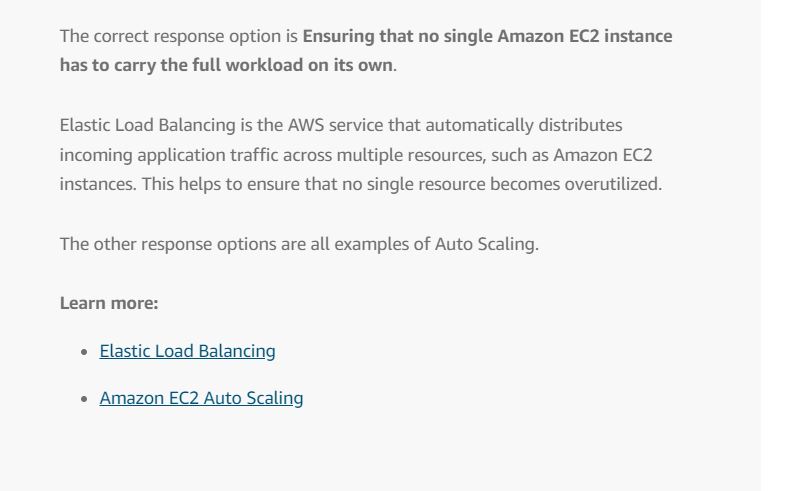 The correct response option is Ensuring that no single Amazon EC2 instance
has to carry the full workload on its own.
Elastic Load Balancing is the AWS service that automatically distributes
incoming application traffic across multiple resources, such as Amazon EC2
instances. This helps to ensure that no single resource becomes overutilized.
The other response options are all examples of Auto Scaling.
Learn more:
• Elastic Load Balancing
• Amazon EC2 Auto Scaling